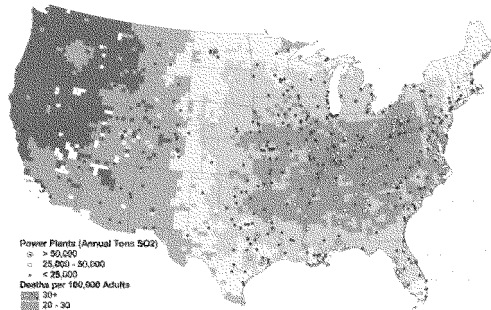 Power Plants (Annual Tons SO2)
> 50,000
25,000 - 50,000
< 25,000
Deaths per 100,000 Adults
30+
20 - 30